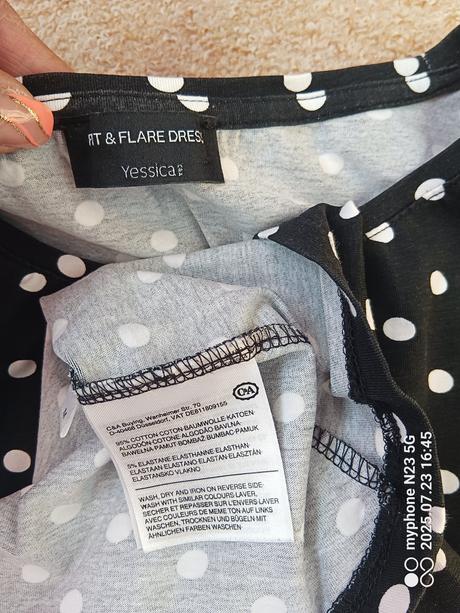 RT & FLARE DRESS
Yessica
C&A
C&A Buying, Wanheimer Str. 70
D-40468 Düsseldorf, VAT DE811809155
95% COTTON COTON BAUMWOLLE KATOEN
ALGODÓN COTONE ALGODÃO BAVLNA
BAWEŁNA PAMUT BOMBAŽ BUMBAC PAMUK
5% ELASTANE-ELASTHANNE ELASTHAN
ELASTAAN ELASTANO ELASTAN ELASZTÁN
ELASTANSKO VLAKNO
WASH, DRY AND IRON ON REVERSE SIDE-
WASH WITH SIMILAR COLOURS LAVER,
SECHER ET REPASSER SUR L'ENVERS LAVER
AVEC COULEURS DE MEME TON AUF LINKS
WASCHEN, TROCKNEN UND BÜGELN MIT
ÄHNLICHEN FARBEN WASCHEN
myphone N23 5G
2025.07.23 16:45